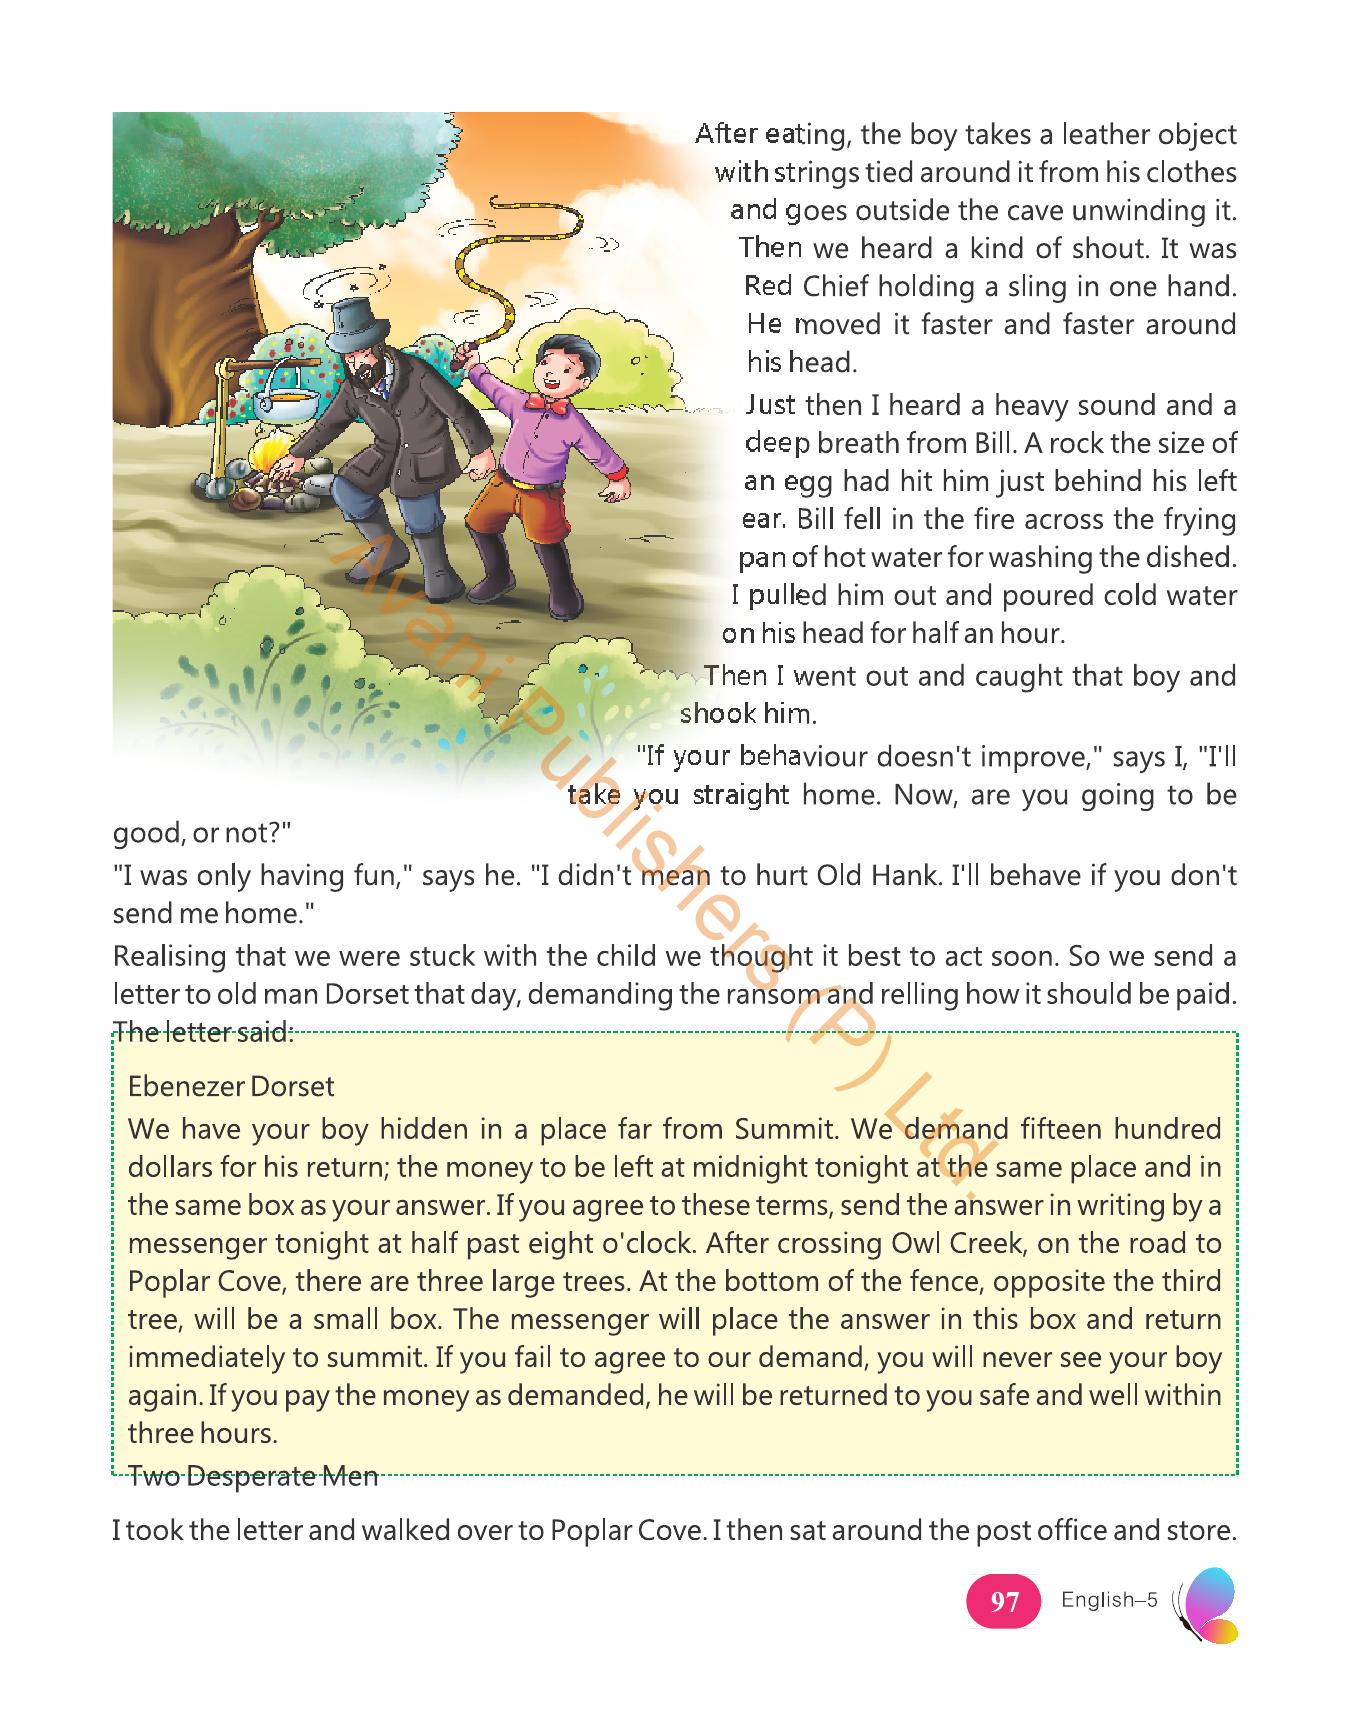 After eating, the boy takes a leather object
with strings tied around it from his clothes
and goes outside the cave unwinding it.
Then we heard a kind of shout. It was
Red Chief holding a sling in one hand.
He moved it faster and faster around
his head.
Just then I heard a heavy sound and a
deep breath from Bill. A rock the size of
an egg had hit him just behind his left
ear. Bill fell in the fire across the frying
pan of hot water for washing the dished.
I pulled him out and poured cold water
on his head for half an hour.
Then I went out and caught that boy and
shook him.
"If your behaviour doesn't improve," says I, "I'll
take you straight home. Now, are you going to be
good, or not?"
"I was only having fun," says he. "I didn't mean to hurt Old Hank. I'll behave if you don't
send me home."
Realising that we were stuck with the child we thought it best to act soon. So we send a
letter to old man Dorset that day, demanding the ransom and relling how it should be paid.
The letter said:
Ebenezer Dorset
We have your boy hidden in a place far from Summit. We demand fifteen hundred
dollars for his return; the money to be left at midnight tonight at the same place and in
the same box as your answer. If you agree to these terms, send the answer in writing by a
messenger tonight at half past eight o'clock. After crossing Owl Creek, on the road to
Poplar Cove, there are three large trees. At the bottom of the fence, opposite the third
tree, will be a small box. The messenger will place the answer in this box and return
immediately to summit. If you fail to agree to our demand, you will never see your boy
again. If you pay the money as demanded, he will be returned to you safe and well within
three hours.
Two Desperate Men
I took the letter and walked over to Poplar Cove. I then sat around the post office and store.
97 English–5
Avani Publishers (P) Ltd.